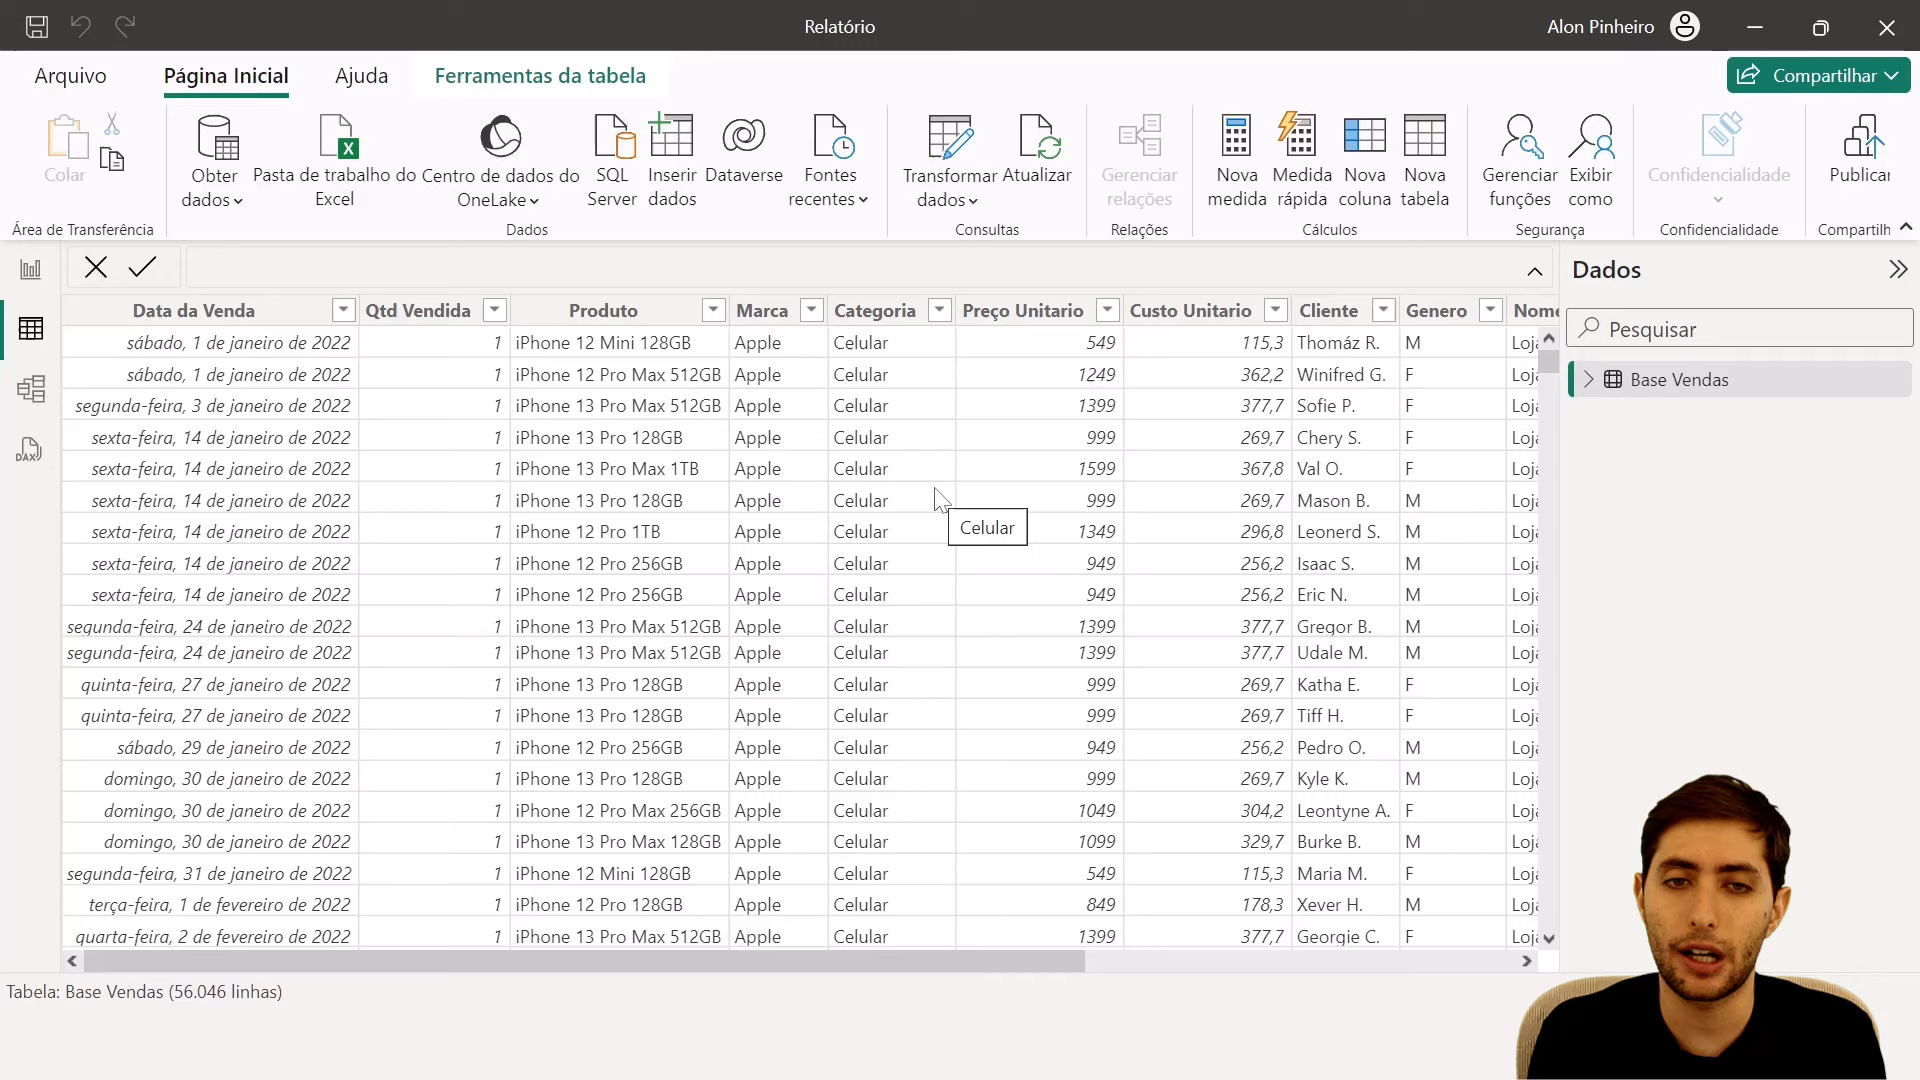 Relatório
Alon Pinheiro
Arquivo
Página Inicial
Ajuda
Ferramentas da tabela
Compartilhar
Colar
Obter dados
Pasta de trabalho do Excel
Centro de dados do OneLake
SQL Server
Inserir dados
Dataverse
Fontes recentes
Transformar dados
Atualizar
Gerenciar relações
Nova medida
Medida rápida
Nova coluna
Nova tabela
Gerenciar funções
Exibir como
Confidencialidade
Publicar
Área de Transferência
Dados
Consultas
Relações
Cálculos
Segurança
Confidencialidade
Compartilh
Dados
Pesquisar
Base Vendas
DAX
Data da Venda Qtd Vendida Produto Marca Categoria Preço Unitario Custo Unitario Cliente Genero Nome
sábado, 1 de janeiro de 2022 1 iPhone 12 Mini 128GB Apple Celular 549 115,3 Thomáz R. M Loja
sábado, 1 de janeiro de 2022 1 iPhone 12 Pro Max 512GB Apple Celular 1249 362,2 Winifred G. F Loja
segunda-feira, 3 de janeiro de 2022 1 iPhone 13 Pro Max 512GB Apple Celular 1399 377,7 Sofie P. F Loja
sexta-feira, 14 de janeiro de 2022 1 iPhone 13 Pro 128GB Apple Celular 999 269,7 Chery S. F Loja
sexta-feira, 14 de janeiro de 2022 1 iPhone 13 Pro Max 1TB Apple Celular 1599 367,8 Val O. F Loja
sexta-feira, 14 de janeiro de 2022 1 iPhone 13 Pro 128GB Apple Celular 999 269,7 Mason B. M Loja
sexta-feira, 14 de janeiro de 2022 1 iPhone 12 Pro 1TB Apple Celular 1349 296,8 Leonerd S. M Loja
Celular
sexta-feira, 14 de janeiro de 2022 1 iPhone 12 Pro 256GB Apple Celular 949 256,2 Isaac S. M Loja
sexta-feira, 14 de janeiro de 2022 1 iPhone 12 Pro 256GB Apple Celular 949 256,2 Eric N. M Loja
segunda-feira, 24 de janeiro de 2022 1 iPhone 13 Pro Max 512GB Apple Celular 1399 377,7 Gregor B. M Loja
segunda-feira, 24 de janeiro de 2022 1 iPhone 13 Pro Max 512GB Apple Celular 1399 377,7 Udale M. M Loja
quinta-feira, 27 de janeiro de 2022 1 iPhone 13 Pro 128GB Apple Celular 999 269,7 Katha E. F Loja
quinta-feira, 27 de janeiro de 2022 1 iPhone 13 Pro 128GB Apple Celular 999 269,7 Tiff H. F Loja
sábado, 29 de janeiro de 2022 1 iPhone 12 Pro 256GB Apple Celular 949 256,2 Pedro O. M Loja
domingo, 30 de janeiro de 2022 1 iPhone 13 Pro 128GB Apple Celular 999 269,7 Kyle K. M Loja
domingo, 30 de janeiro de 2022 1 iPhone 12 Pro Max 256GB Apple Celular 1049 304,2 Leontyne A. F Loja
domingo, 30 de janeiro de 2022 1 iPhone 13 Pro Max 128GB Apple Celular 1099 329,7 Burke B. M Loja
segunda-feira, 31 de janeiro de 2022 1 iPhone 12 Mini 128GB Apple Celular 549 115,3 Maria M. F Loja
terça-feira, 1 de fevereiro de 2022 1 iPhone 12 Pro 128GB Apple Celular 849 178,3 Xever H. M Loja
quarta-feira, 2 de fevereiro de 2022 1 iPhone 13 Pro Max 512GB Apple Celular 1399 377,7 Georgie C. F Loja
Tabela: Base Vendas (56.046 linhas)